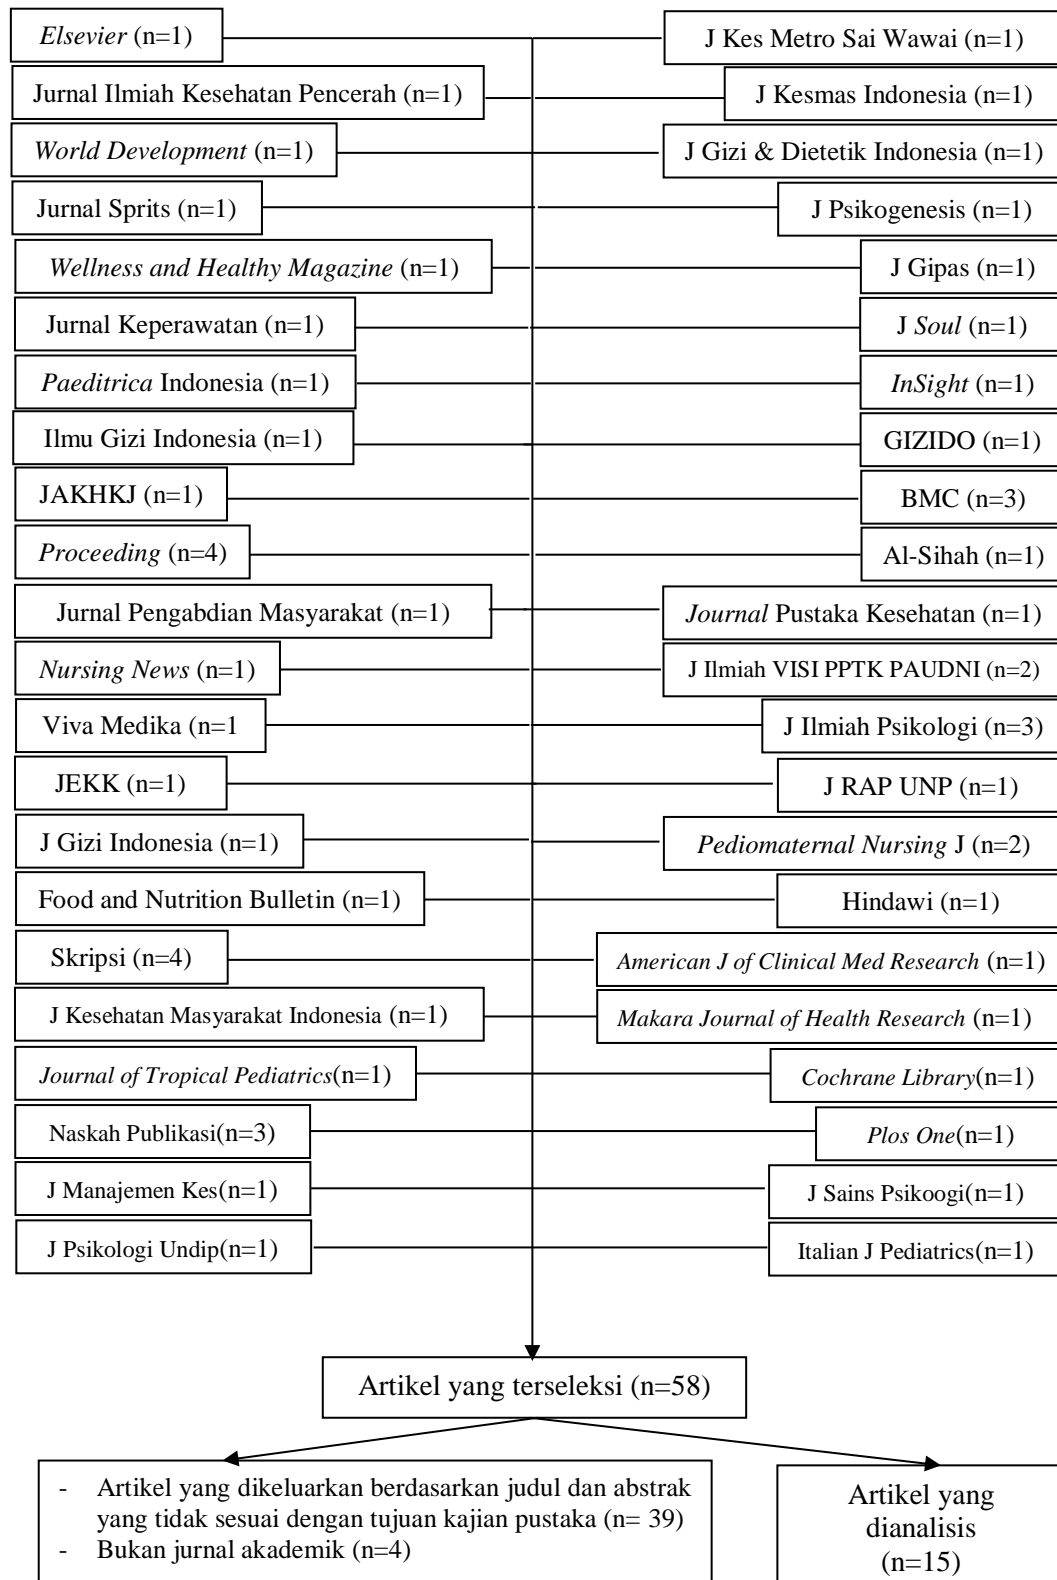 Elsevier (n=1)
J Kes Metro Sai Wawai (n=1)
Jurnal Ilmiah Kesehatan Pencerah (n=1)
J Kesmas Indonesia (n=1)
World Development (n=1)
J Gizi & Dietetik Indonesia (n=1)
Jurnal Sprits (n=1)
J Psikogenesis (n=1)
Wellness and Healthy Magazine (n=1)
J Gipas (n=1)
Jurnal Keperawatan (n=1)
J Soul (n=1)
Paeditrica Indonesia (n=1)
InSight (n=1)
Ilmu Gizi Indonesia (n=1)
GIZIDO (n=1)
JAKHKJ (n=1)
BMC (n=3)
Proceeding (n=4)
Al-Sihah (n=1)
Jurnal Pengabdian Masyarakat (n=1)
Journal Pustaka Kesehatan (n=1)
Nursing News (n=1)
J Ilmiah VISI PPTK PAUDNI (n=2)
Viva Medika (n=1
J Ilmiah Psikologi (n=3)
JEKK (n=1)
J RAP UNP (n=1)
J Gizi Indonesia (n=1)
Pediomaternal Nursing J (n=2)
Food and Nutrition Bulletin (n=1)
Hindawi (n=1)
Skripsi (n=4)
American J of Clinical Med Research (n=1)
J Kesehatan Masyarakat Indonesia (n=1)
Makara Journal of Health Research (n=1)
Journal of Tropical Pediatrics(n=1)
Cochrane Library(n=1)
Naskah Publikasi(n=3)
Plos One(n=1)
J Manajemen Kes(n=1)
J Sains Psikoogi(n=1)
J Psikologi Undip(n=1)
Italian J Pediatrics(n=1)
Artikel yang terseleksi (n=58)
- Artikel yang dikeluarkan berdasarkan judul dan abstrak
yang tidak sesuai dengan tujuan kajian pustaka (n= 39)
- Bukan jurnal akademik (n=4)
Artikel yang
dianalisis
(n=15)